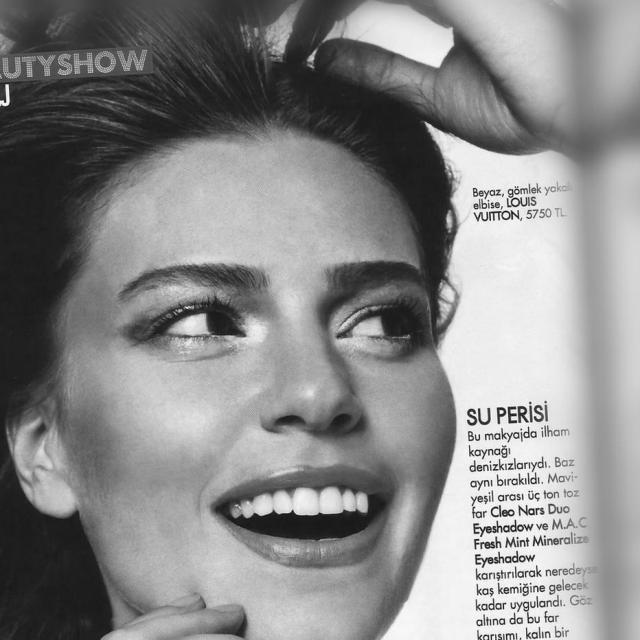 UTYSHOW
J
Beyaz, gömlek yakalı
elbise, LOUIS
VUITTON, 5750 TL.
SU PERİSİ
Bu makyajda ilham
kaynağı
denizkızlarıydı. Baz
aynı bırakıldı. Mavi-
yeşil arası üç ton toz
far Cleo Nars Duo
Eyeshadow ve M.A.C
Fresh Mint Mineralize
Eyeshadow
karıştırılarak neredeyse
kaş kemiğine gelecek
kadar uygulandı. Göz
altına da bu far
karışımı, kalın bir